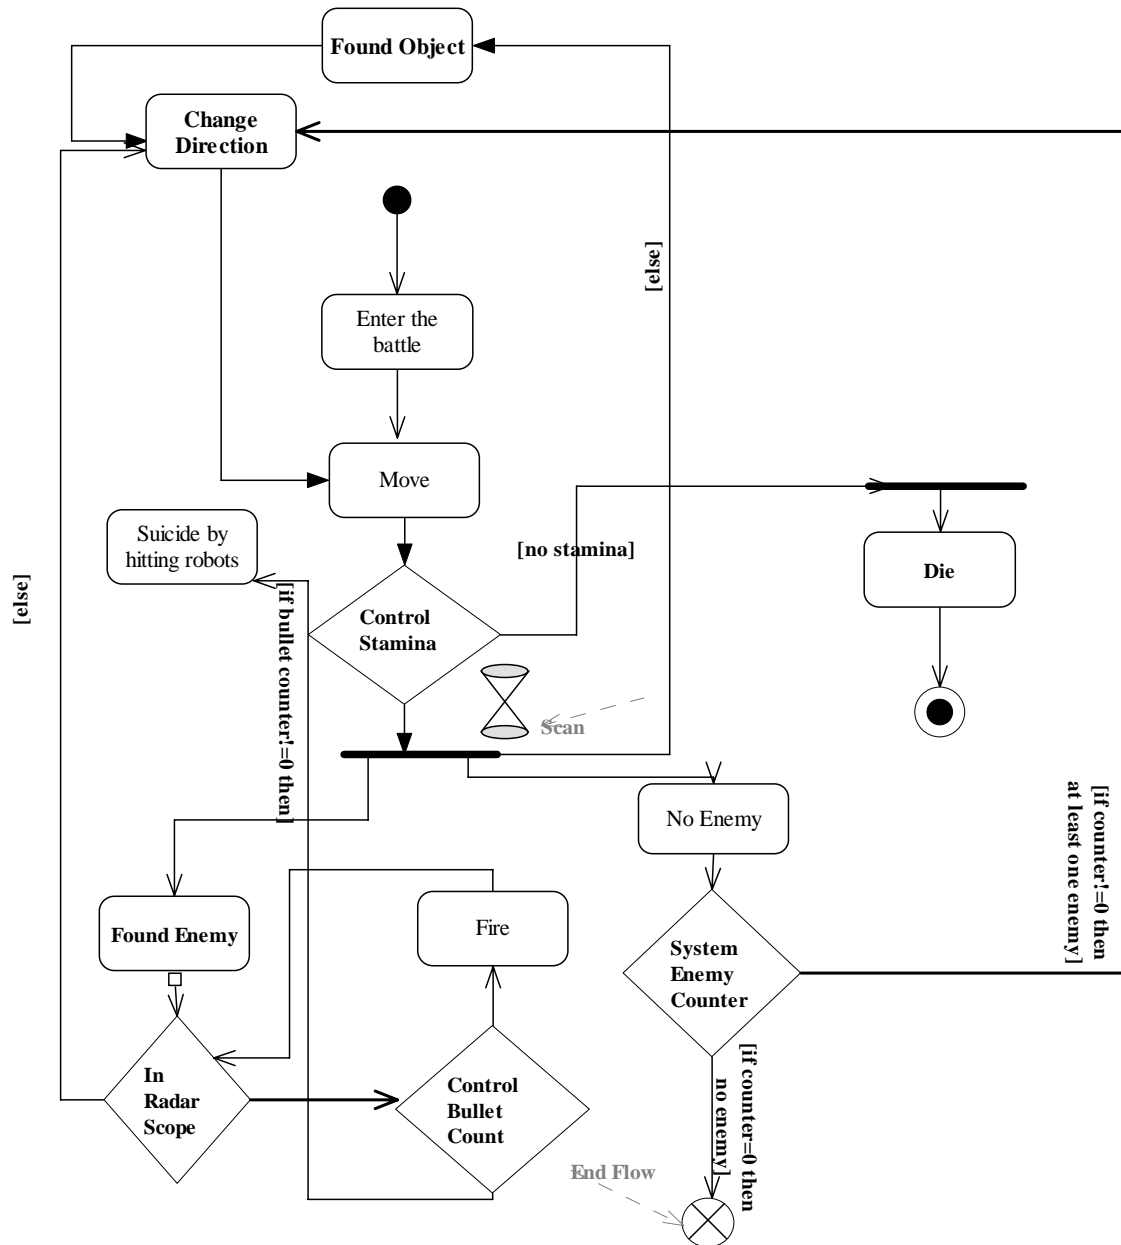 Found Object
Change
Direction
[else]
Enter the
battle
Move
Suicide by
hitting robots
[no stamina]
Die
[else]
Control
Stamina
[if bullet counter!=0 then]
Scan
No Enemy
[if counter!=0 then
at least one enemy]
Found Enemy
Fire
System
Enemy
Counter
In
Radar
Scope
Control
Bullet
Count
[if counter=0 then
no enemy]
End Flow